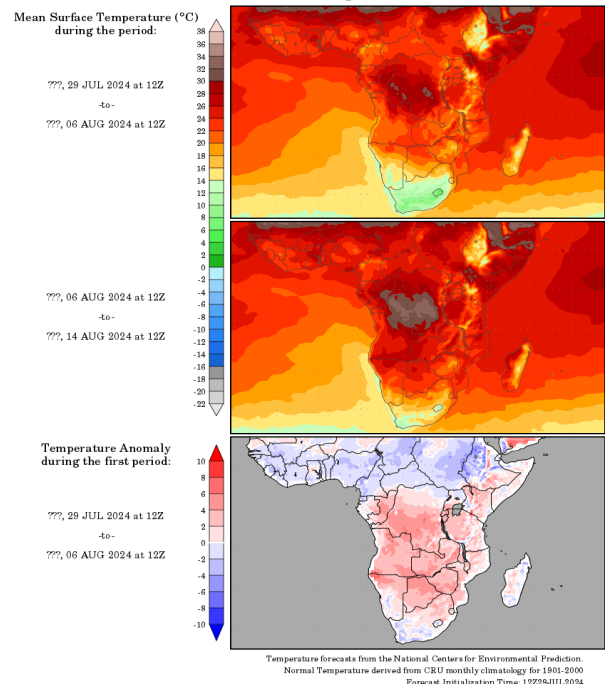 Mean Surface Temperature (°C)
during the period:
???, 29 JUL 2024 at 12Z
-to-
???, 06 AUG 2024 at 12Z
38
36
34
32
30
28
26
24
22
20
18
16
14
12
10
8
6
4
2
0
-2
-4
-6
-8
-10
-12
-14
-16
-18
-20
-22
???, 06 AUG 2024 at 12Z
-to-
???, 14 AUG 2024 at 12Z
Temperature Anomaly
during the first period:
???, 29 JUL 2024 at 12Z
-to-
???, 06 AUG 2024 at 12Z
10
8
6
4
2
0
-2
-4
-6
-8
-10
Temperature forecasts from the National Centers for Environmental Prediction.
Normal Temperature derived from CRU monthly climatology for 1901-2000
Forecast Initialization Time: 12Z29JUL2024